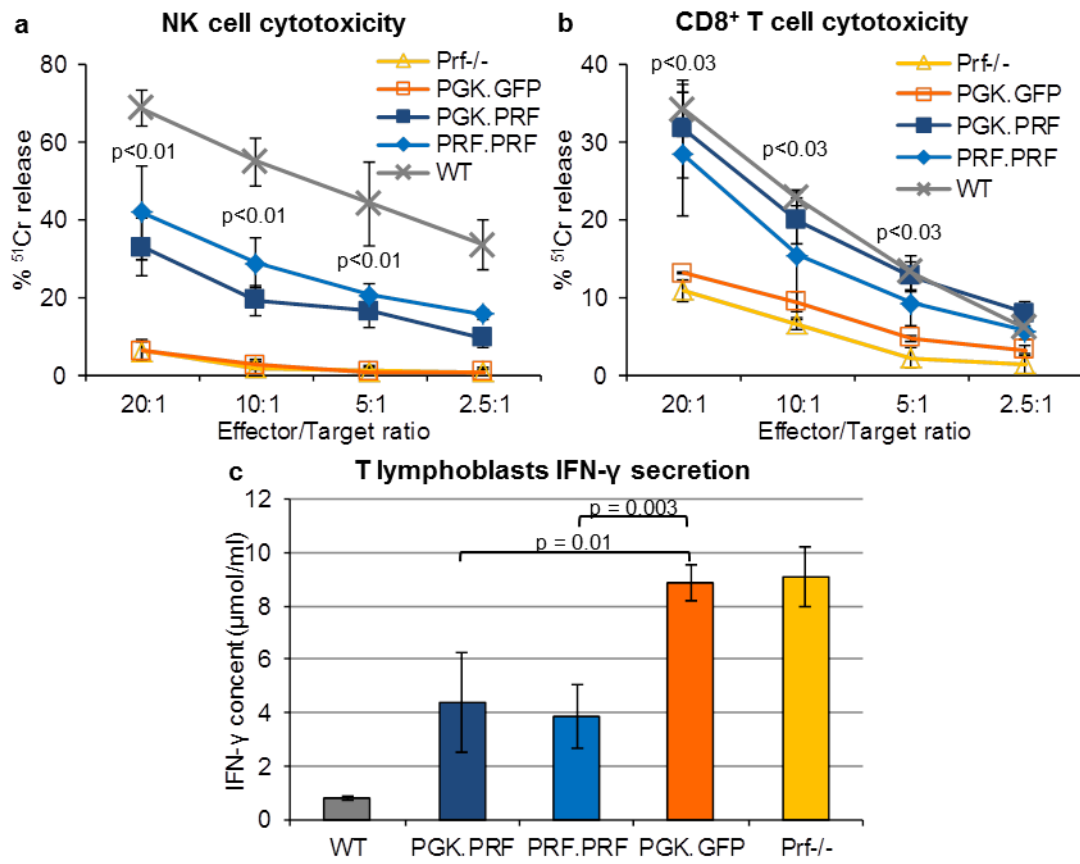 a NK cell cytotoxicity
80
60
40
20
0
% ⁵¹Cr release
p<0.01
p<0.01
p<0.01
Prf-/-
PGK.GFP
PGK.PRF
PRF.PRF
WT
20:1 10:1 5:1 2.5:1
Effector/Target ratio
b CD8⁺ T cell cytotoxicity
40
30
20
10
0
% ⁵¹Cr release
p<0.03
p<0.03
p<0.03
Prf-/-
PGK.GFP
PGK.PRF
PRF.PRF
WT
20:1 10:1 5:1 2.5:1
Effector/Target ratio
c T lymphoblasts IFN-γ secretion
12
10
8
6
4
2
0
IFN-γ concent (µmol/ml)
p = 0.003
p = 0.01
WT PGK.PRF PRF.PRF PGK.GFP Prf-/-